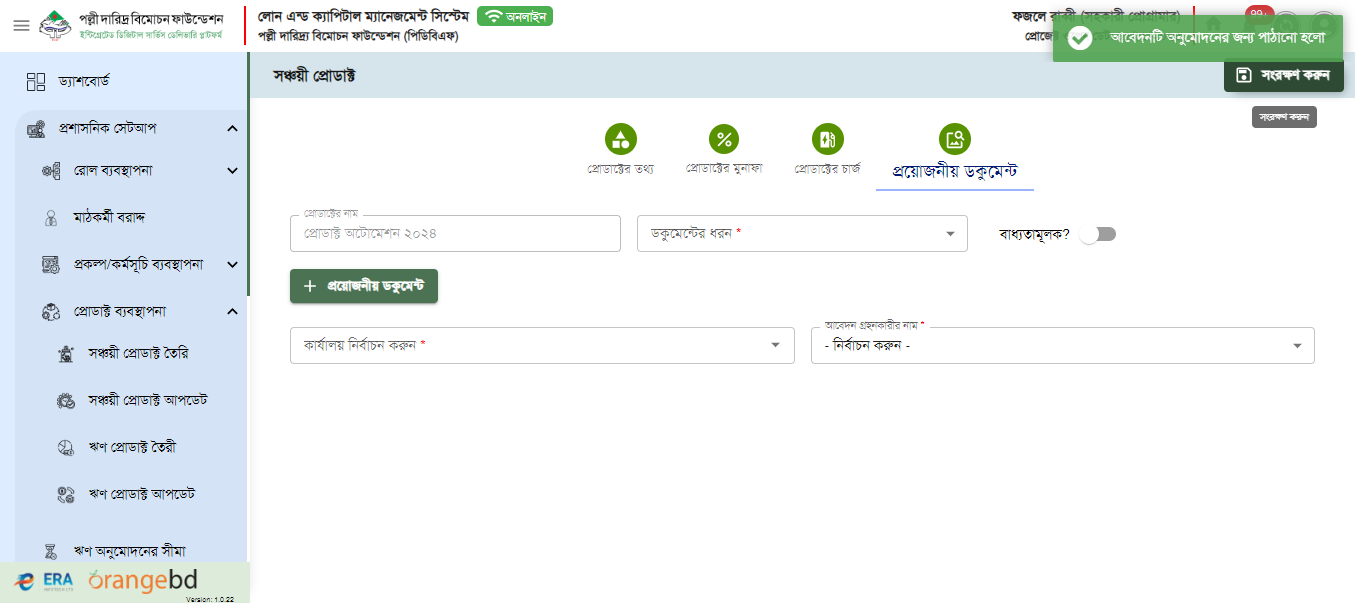 পল্লী দারিদ্র বিমোচন ফাউন্ডেশন
ইন্টিগ্রেটেড ডিজিটাল সার্ভিস ডেলিভারি প্লাটফর্ম
লোন এন্ড ক্যাপিটাল ম্যানেজমেন্ট সিস্টেম
অনলাইন
পল্লী দারিদ্র্য বিমোচন ফাউন্ডেশন (পিডিবিএফ)
ফজলে রাব্বী (সহকারী প্রোগ্রামার)
প্রোজে
৯৯+
আবেদনটি অনুমোদনের জন্য পাঠানো হলো
সঞ্চয়ী প্রোডাক্ট
সংরক্ষণ করুন
সংরক্ষণ করুন
ড্যাশবোর্ড
প্রশাসনিক সেটআপ
রোল ব্যবস্থাপনা
মাঠকর্মী বরাদ্দ
প্রকল্প/কর্মসূচি ব্যবস্থাপনা
প্রোডাক্ট ব্যবস্থাপনা
সঞ্চয়ী প্রোডাক্ট তৈরি
সঞ্চয়ী প্রোডাক্ট আপডেট
ঋণ প্রোডাক্ট তৈরী
ঋণ প্রোডাক্ট আপডেট
ঋণ অনুমোদনের সীমা
প্রোডাক্টের তথ্য
প্রোডাক্টের মুনাফা
প্রোডাক্টের চার্জ
প্রয়োজনীয় ডকুমেন্ট
প্রোডাক্টের নাম
প্রোডাক্ট অটোমেশন ২০২৪
ডকুমেন্টের ধরন *
বাধ্যতামূলক?
+ প্রয়োজনীয় ডকুমেন্ট
কার্যালয় নির্বাচন করুন *
আবেদন গ্রহনকারীর নাম *
- নির্বাচন করুন -
ERA
orangebd
Version: 1.0.22